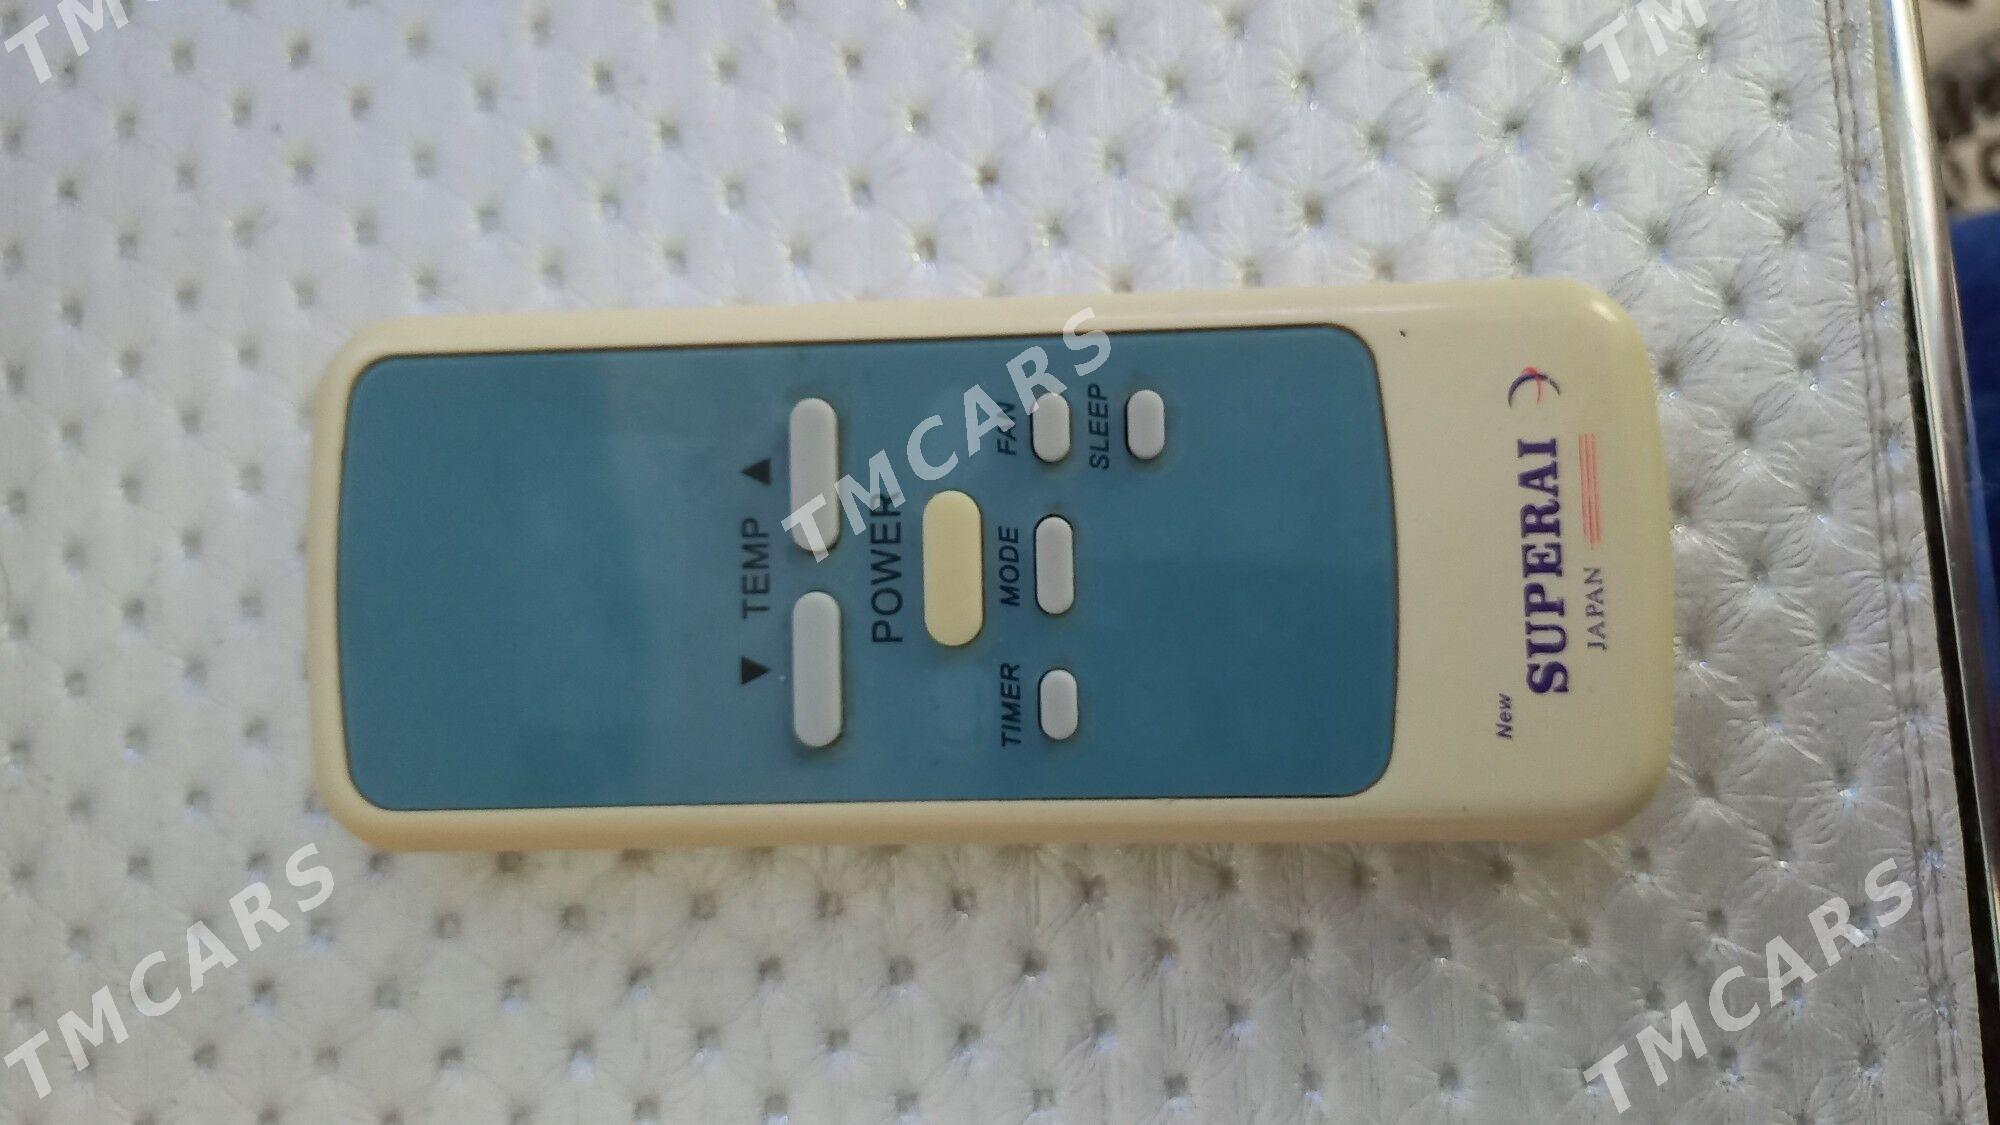 ▼ TEMP ▲
POWER
TIMER MODE FAN
SLEEP
New
SUPERAI
JAPAN
TMCARS
TMCARS
TMCARS
TMCARS
TMCARS